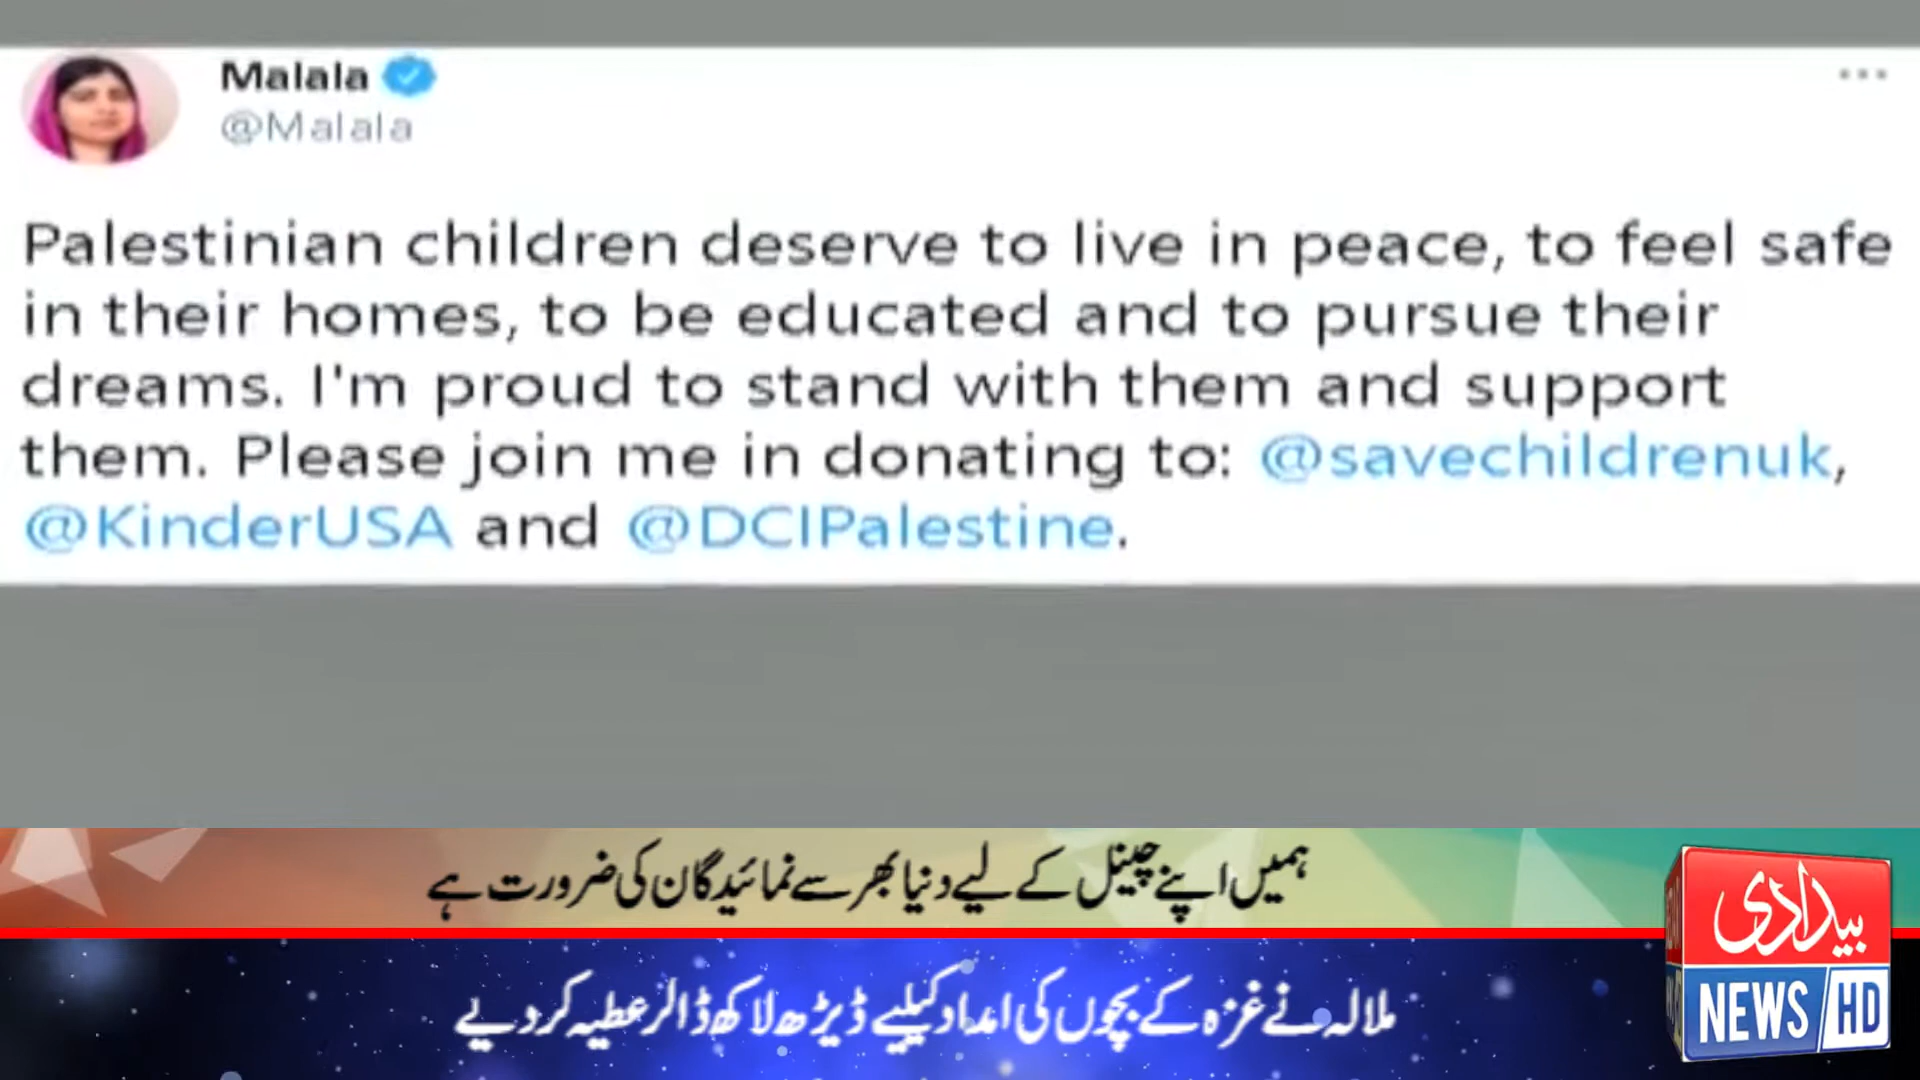 Malala
@Malala
Palestinian children deserve to live in peace, to feel safe
in their homes, to be educated and to pursue their
dreams. I'm proud to stand with them and support
them. Please join me in donating to: @savechildrenuk,
@KinderUSA and @DCIPalestine.
ہمیں اپنے چینل کے لیے دنیا بھر سے نمائیدگان کی ضرورت ہے
بیداری
NEWS HD
ملالہ نے غزہ کے بچوں کی امداد کیلیے ڈیڑھ لاکھ ڈالر عطیہ کر دیے